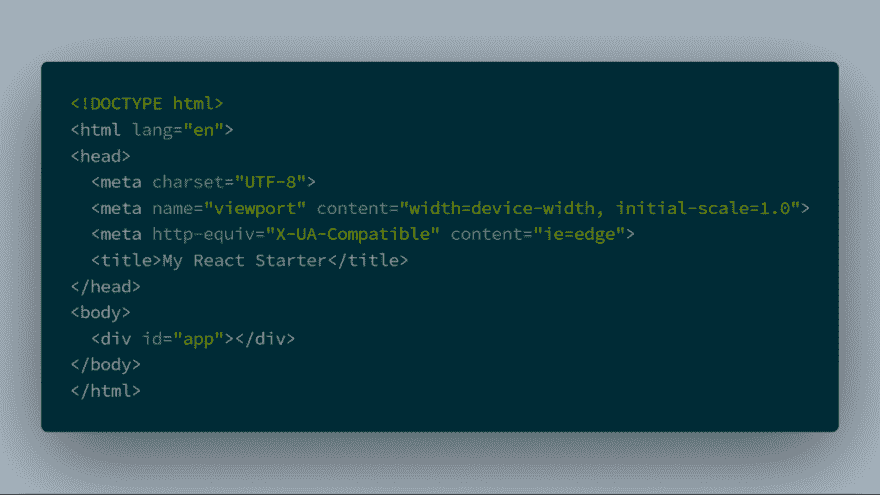 <!DOCTYPE html>
<html lang="en">
<head>
  <meta charset="UTF-8">
  <meta name="viewport" content="width=device-width, initial-scale=1.0">
  <meta http-equiv="X-UA-Compatible" content="ie=edge">
  <title>My React Starter</title>
</head>
<body>
  <div id="app"></div>
</body>
</html>